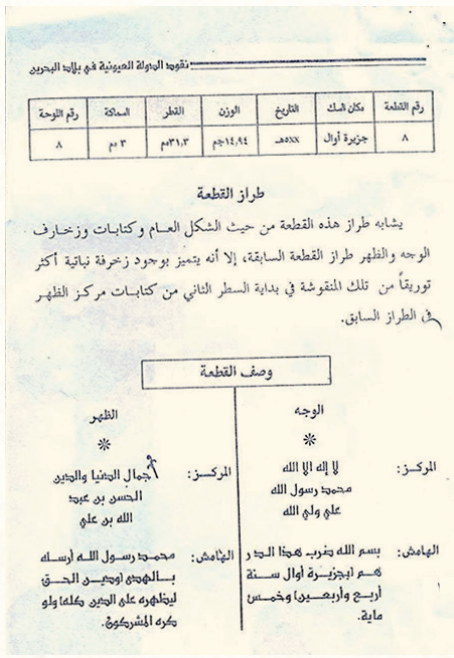 نقود الدولة العيونية في بلاد البحرين
رقم القطعة مكان السك التاريخ الوزن القطر السماكة رقم اللوحة
٨ جزيرة أوال ٥xxهـ ١٤,٩٤جم ٣١,٣مم ٣ مم ٨
طراز القطعة
يشابه طراز هذه القطعة من حيث الشكل العام وكتابات وزخارف
الوجه والظهر طراز القطعة السابقة، إلا أنه يتميز بوجود زخرفة نباتية أكثر
توريقاً من تلك المنقوشة في بداية السطر الثاني من كتابات مركز الظهر
في الطراز السابق.
وصف القطعة
الوجه
المركز: لا إله الا الله
محمد رسول الله
علي ولي الله
الهامش: بسم الله ضرب هذا الدر
هم ابجزيرة أوال سنة
أربع وأربعين) وخمس
ماية.
الظهر
المركز: جمال الدنيا والدين
الحسن بن عبد
الله بن علي
الهامش: محمد رسول الله أرسله
بالهدى اودين الحق
ليظهره على الدين كله) ولو
كره المشركون.